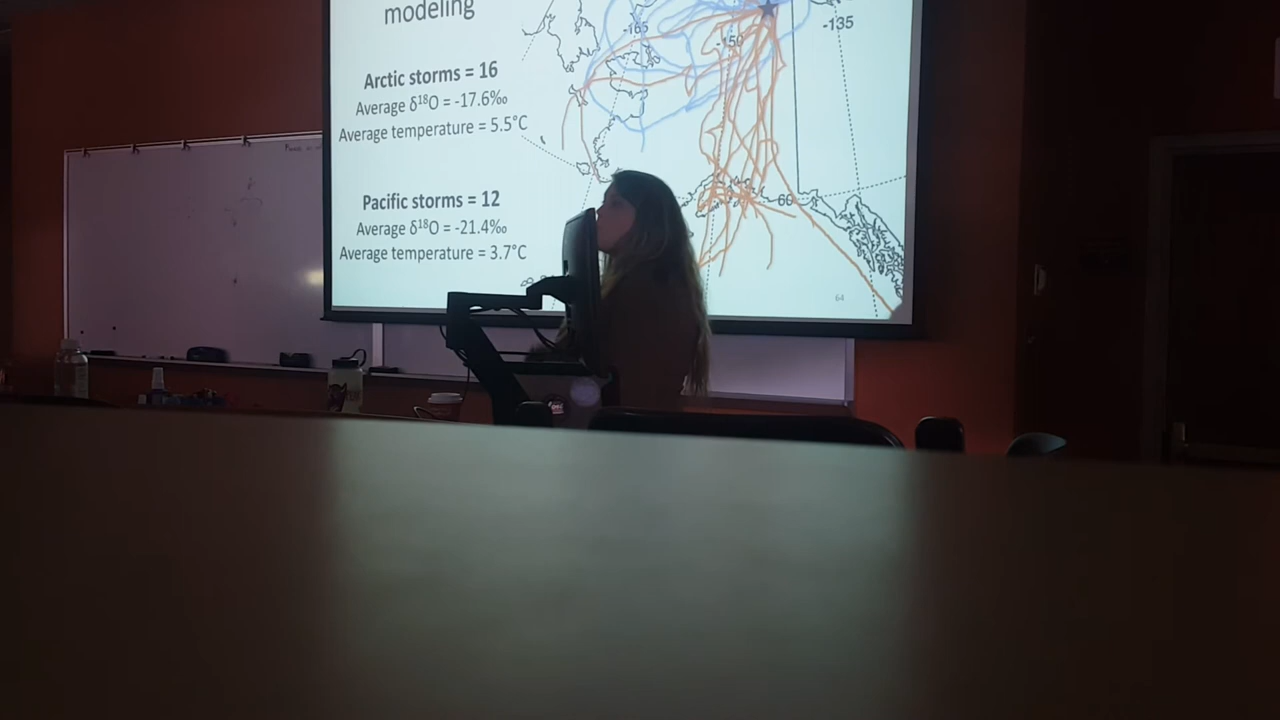 modeling
-165
-150
-135
Arctic storms = 16
Average δ¹⁸O = -17.6‰
Average temperature = 5.5°C
Pacific storms = 12
60
Average δ¹⁸O = -21.4‰
Average temperature = 3.7°C
64